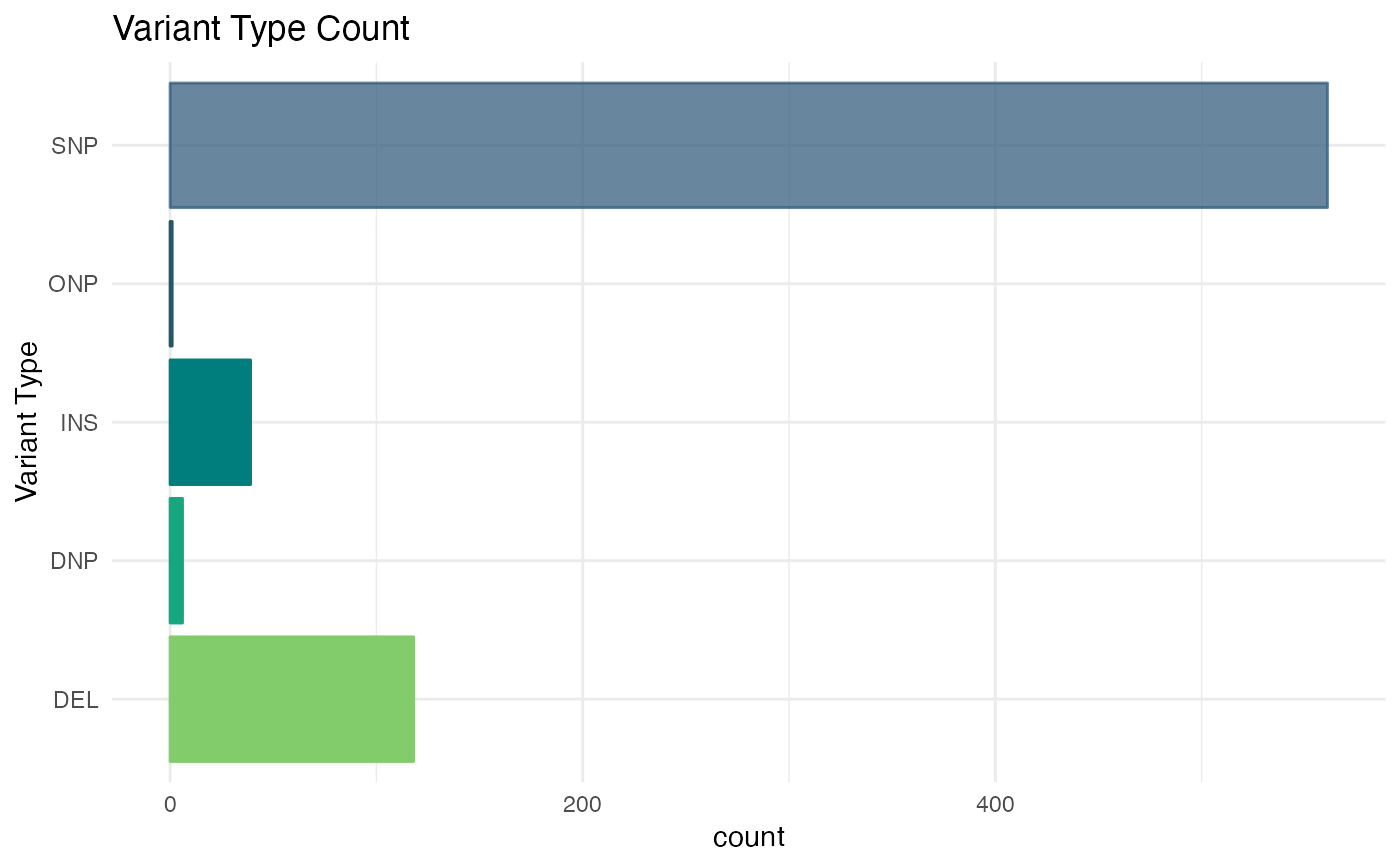 Variant Type Count
Variant Type
SNP
ONP
INS
DNP
DEL
0
200
400
count